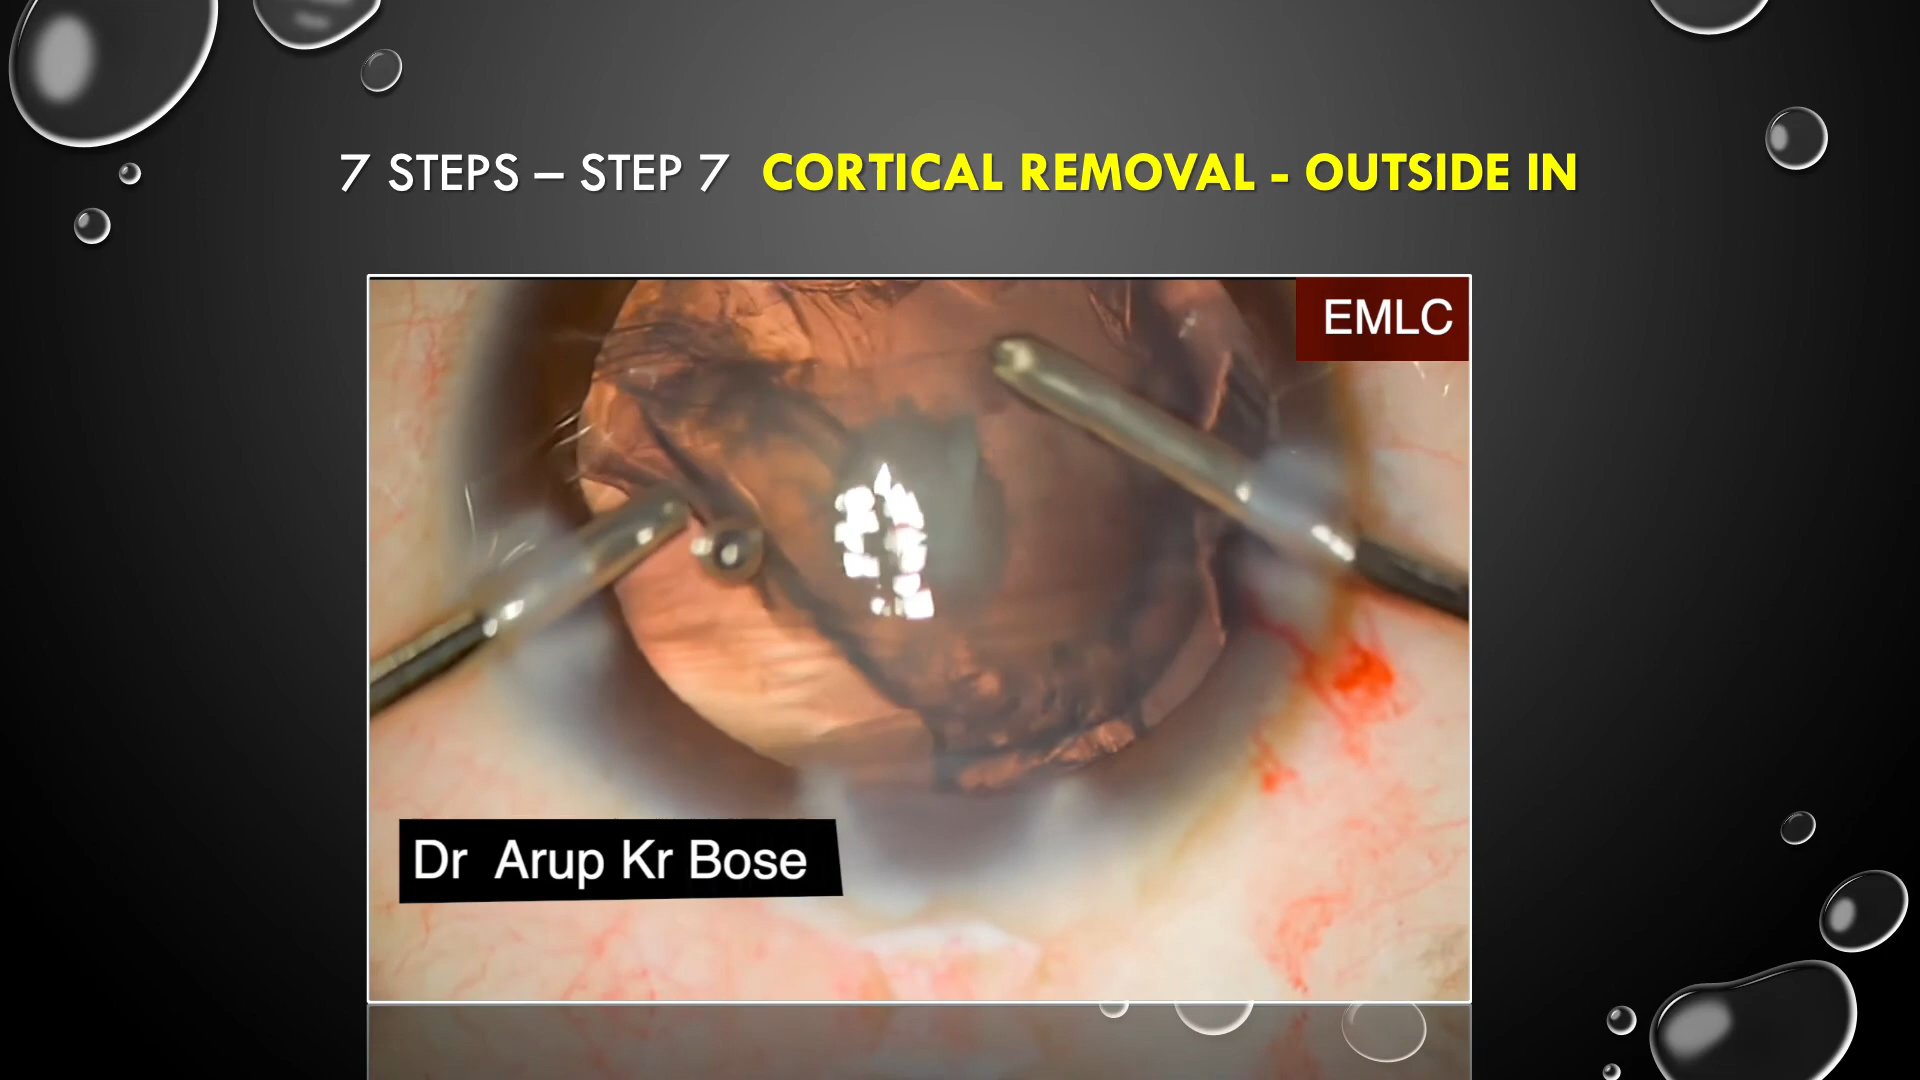 7 STEPS – STEP 7 CORTICAL REMOVAL - OUTSIDE IN
EMLC
Dr Arup Kr Bose